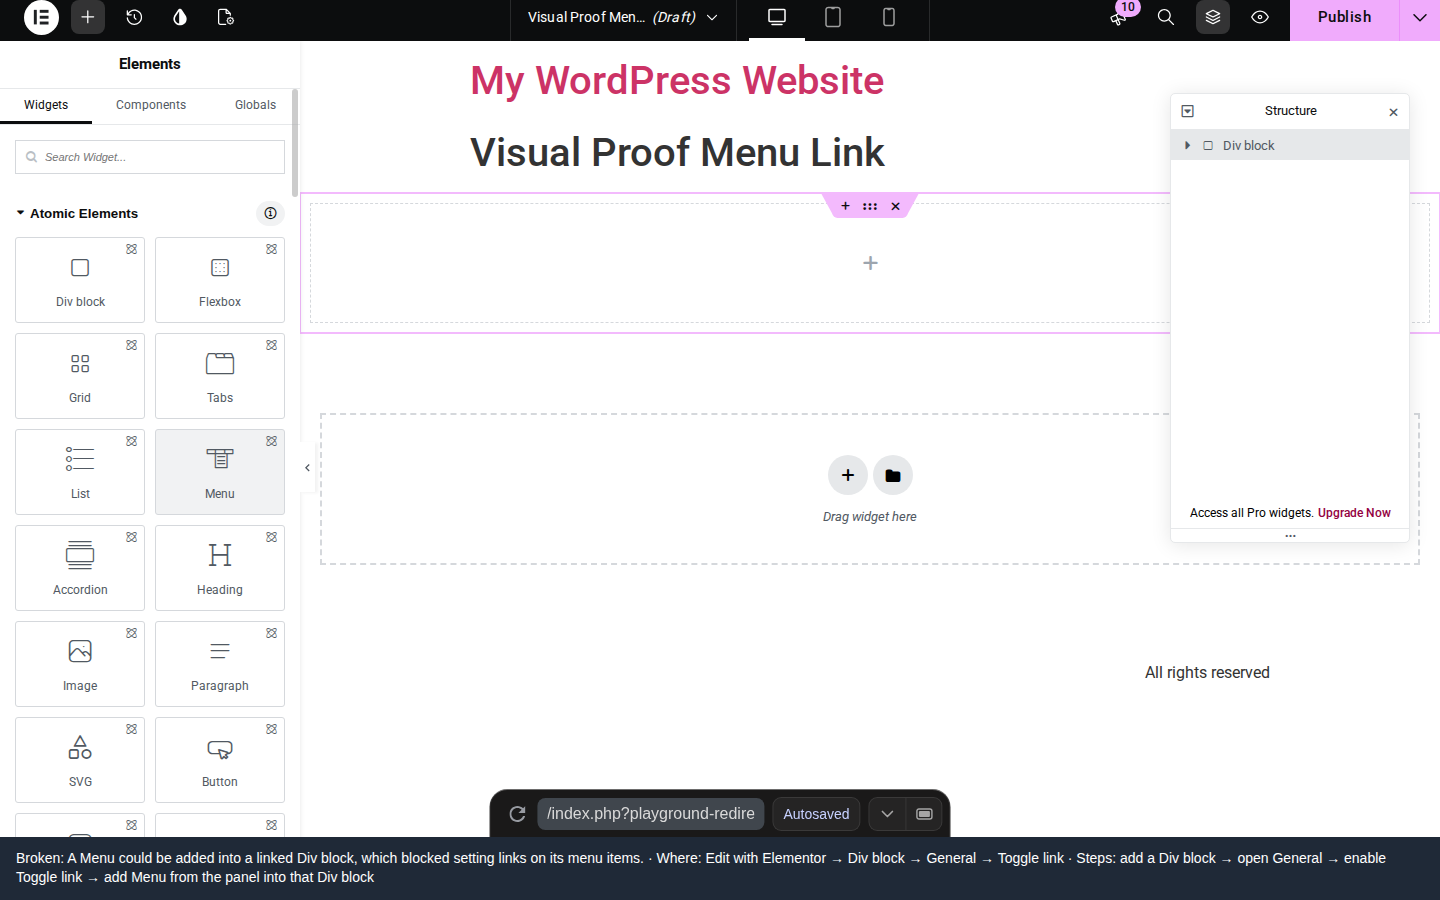 Visual Proof Men... (Draft)
10
Publish
Elements
Widgets
Components
Globals
Search Widget...
Atomic Elements
Div block
Flexbox
Grid
Tabs
List
Menu
Accordion
Heading
Image
Paragraph
SVG
Button
My WordPress Website
Visual Proof Menu Link
Drag widget here
All rights reserved
Structure
Div block
Access all Pro widgets. Upgrade Now
/index.php?playground-redire
Autosaved
Broken: A Menu could be added into a linked Div block, which blocked setting links on its menu items. · Where: Edit with Elementor → Div block → General → Toggle link · Steps: add a Div block → open General → enable
Toggle link → add Menu from the panel into that Div block